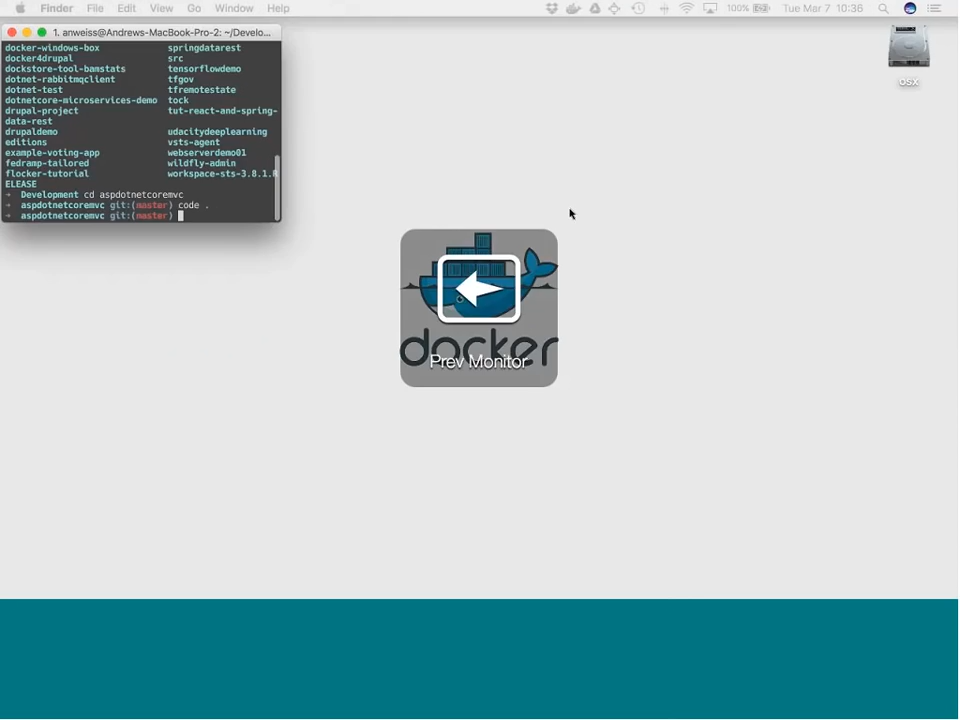 Finder File Edit View Go Window Help 100% Tue Mar 7 10:36
1. anweiss@Andrews-MacBook-Pro-2: ~/Develo...
docker-windows-box springdatarest
docker4drupal src
dockstore-tool-bamstats tensorflowdemo
dotnet-rabbitmqclient tfgov
dotnet-test tfremotestate
dotnetcore-microservices-demo tock
drupal-project tut-react-and-spring-
data-rest
drupaldemo udacitydeeplearning
editions vsts-agent
example-voting-app webserverdemo01
fedramp-tailored wildfly-admin
flocker-tutorial workspace-sts-3.8.1.R
ELEASE
→ Development cd aspdotnetcoremvc
→ aspdotnetcoremvc git:(master) code .
→ aspdotnetcoremvc git:(master)
osx
docker
Prev Monitor